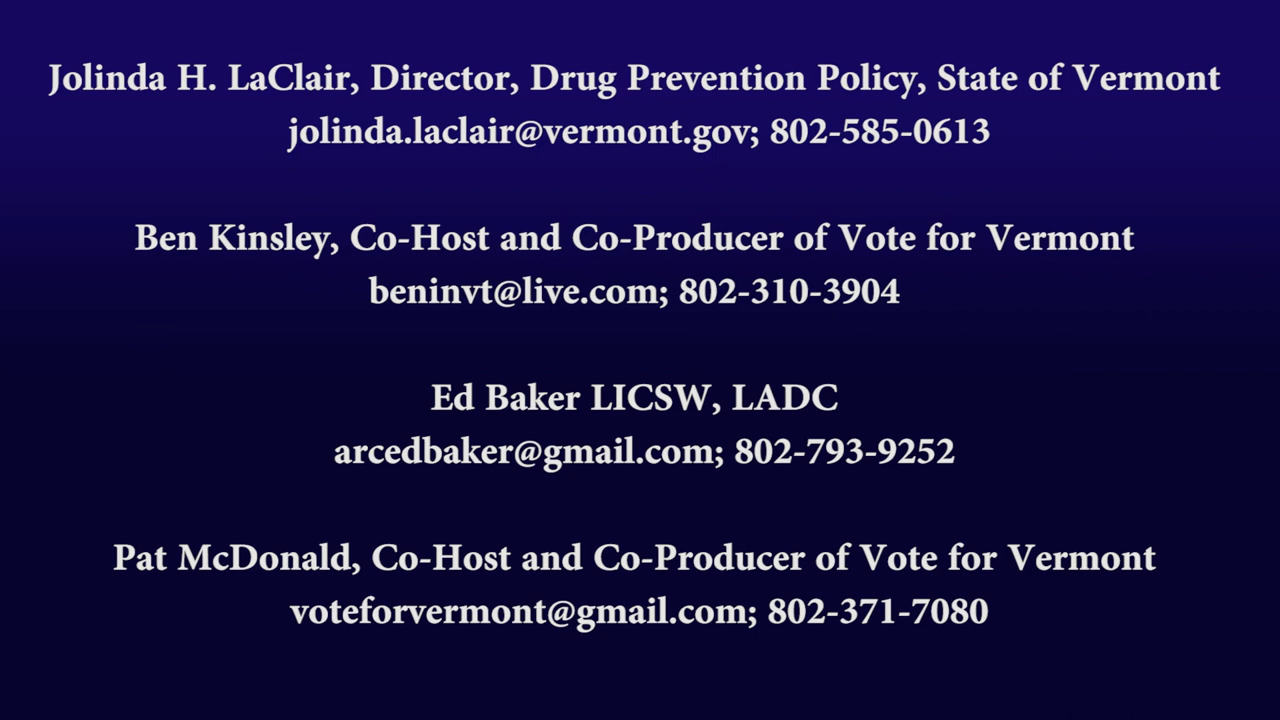 Jolinda H. LaClair, Director, Drug Prevention Policy, State of Vermont
jolinda.laclair@vermont.gov; 802-585-0613
Ben Kinsley, Co-Host and Co-Producer of Vote for Vermont
beninvt@live.com; 802-310-3904
Ed Baker LICSW, LADC
arcedbaker@gmail.com; 802-793-9252
Pat McDonald, Co-Host and Co-Producer of Vote for Vermont
voteforvermont@gmail.com; 802-371-7080